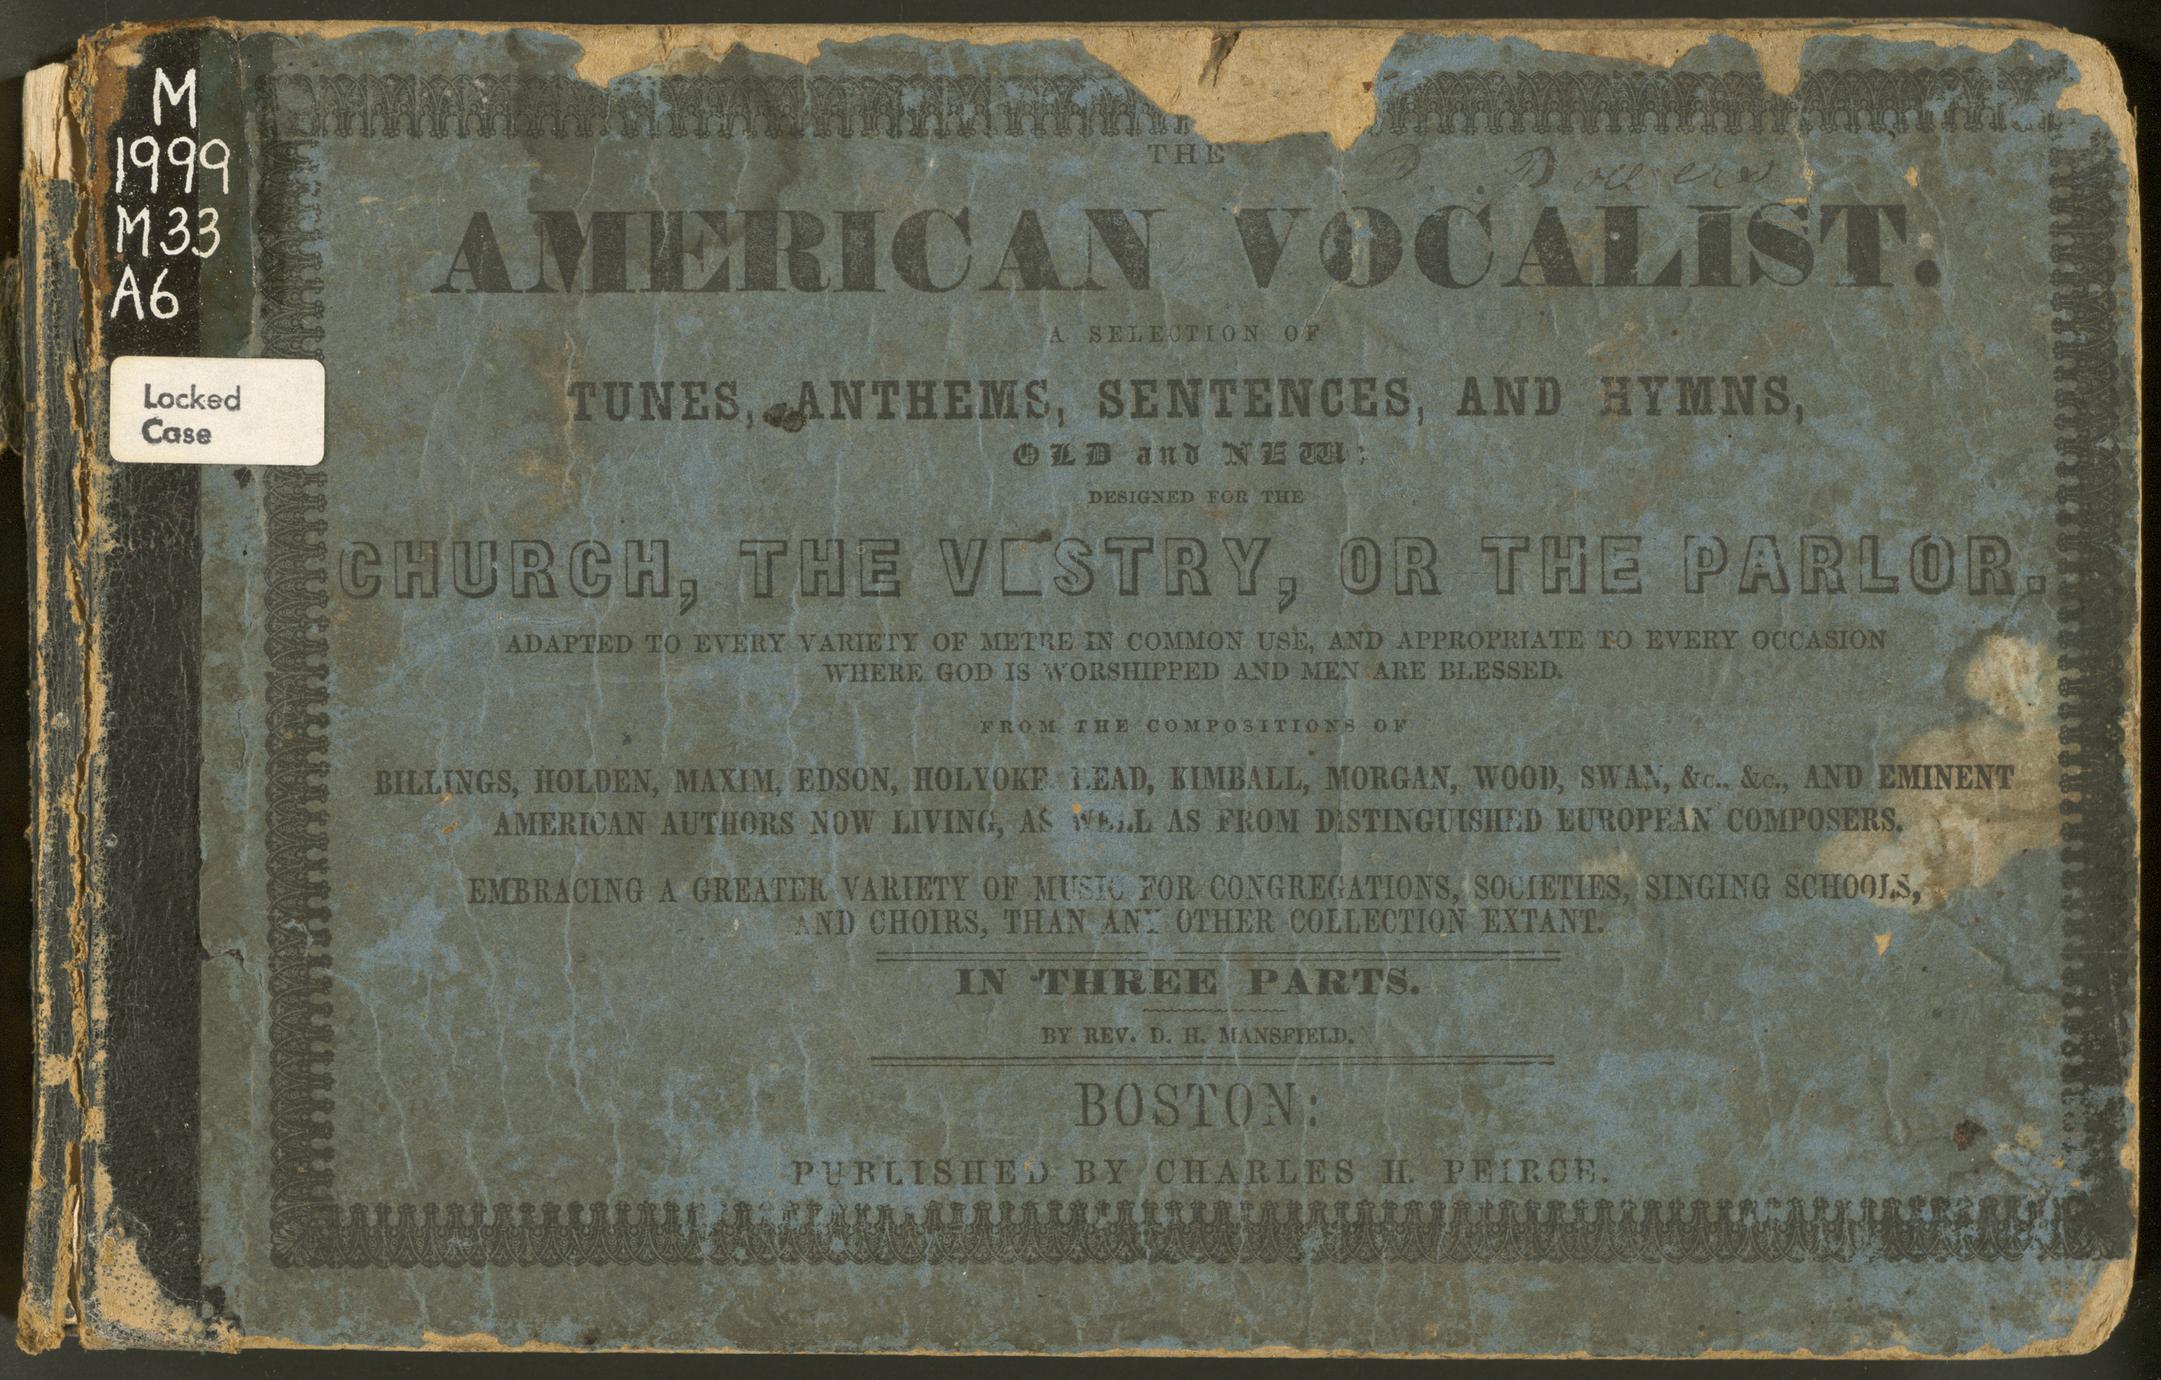 M
1999
M33
A6
Locked
Case
THE
AMERICAN VOCALIST.
A SELECTION OF
TUNES, ANTHEMS, SENTENCES, AND HYMNS,
OLD and NEW:
DESIGNED FOR THE
CHURCH, THE VESTRY, OR THE PARLOR.
ADAPTED TO EVERY VARIETY OF METRE IN COMMON USE, AND APPROPRIATE TO EVERY OCCASION
WHERE GOD IS WORSHIPPED AND MEN ARE BLESSED.
FROM THE COMPOSITIONS OF
BILLINGS, HOLDEN, MAXIM, EDSON, HOLYOKE, READ, KIMBALL, MORGAN, WOOD, SWAN, &c., &c., AND EMINENT
AMERICAN AUTHORS NOW LIVING, AS WELL AS FROM DISTINGUISHED EUROPEAN COMPOSERS.
EMBRACING A GREATER VARIETY OF MUSIC FOR CONGREGATIONS, SOCIETIES, SINGING SCHOOLS,
AND CHOIRS, THAN ANY OTHER COLLECTION EXTANT.
IN THREE PARTS.
BY REV. D. H. MANSFIELD.
BOSTON:
PUBLISHED BY CHARLES H. PEIRCE.